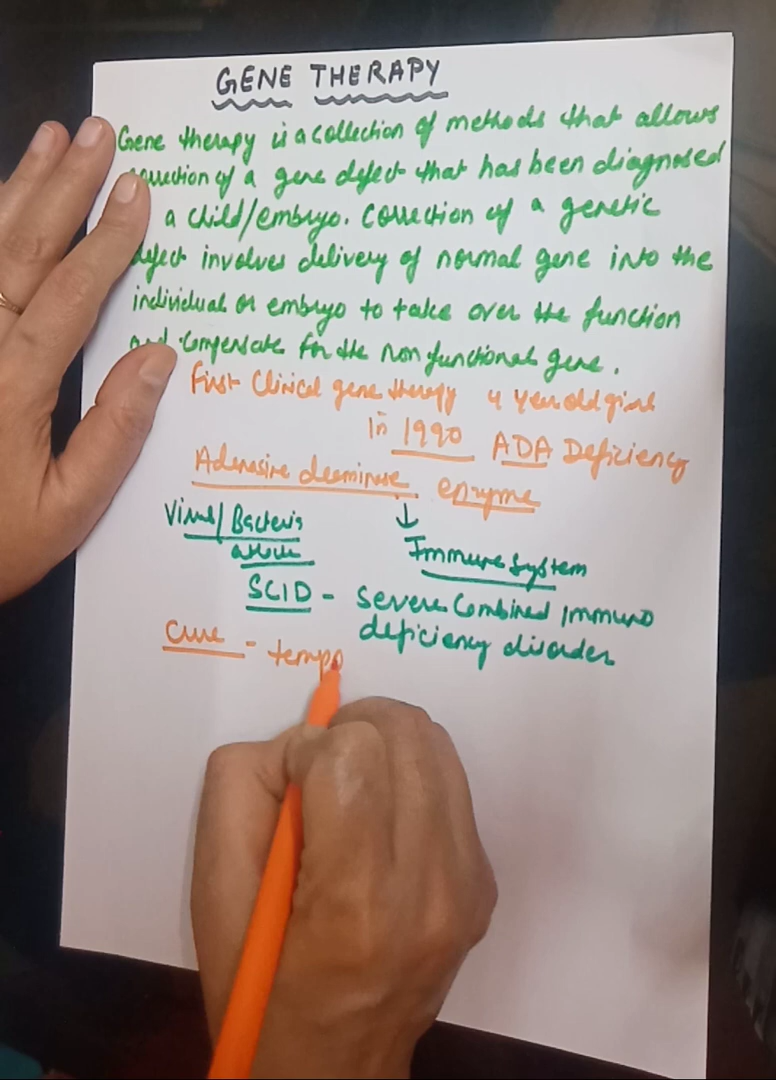 GENE THERAPY
Gene therapy is a collection of methods that allows
correction of a gene defect that has been diagnosed
a child/embryo. Correction of a genetic
defect involves delivery of normal gene into the
individual or embryo to take over the function
and compensate for the non functional gene.
First Clinical gene therapy 4 year old girl
in 1990 ADA Deficiency
Adenosine deaminase enzyme
Virus/Bacteria
attack
↓
Immune System
SCID - Severe Combined Immuno
deficiency disorder
Cure - tempo